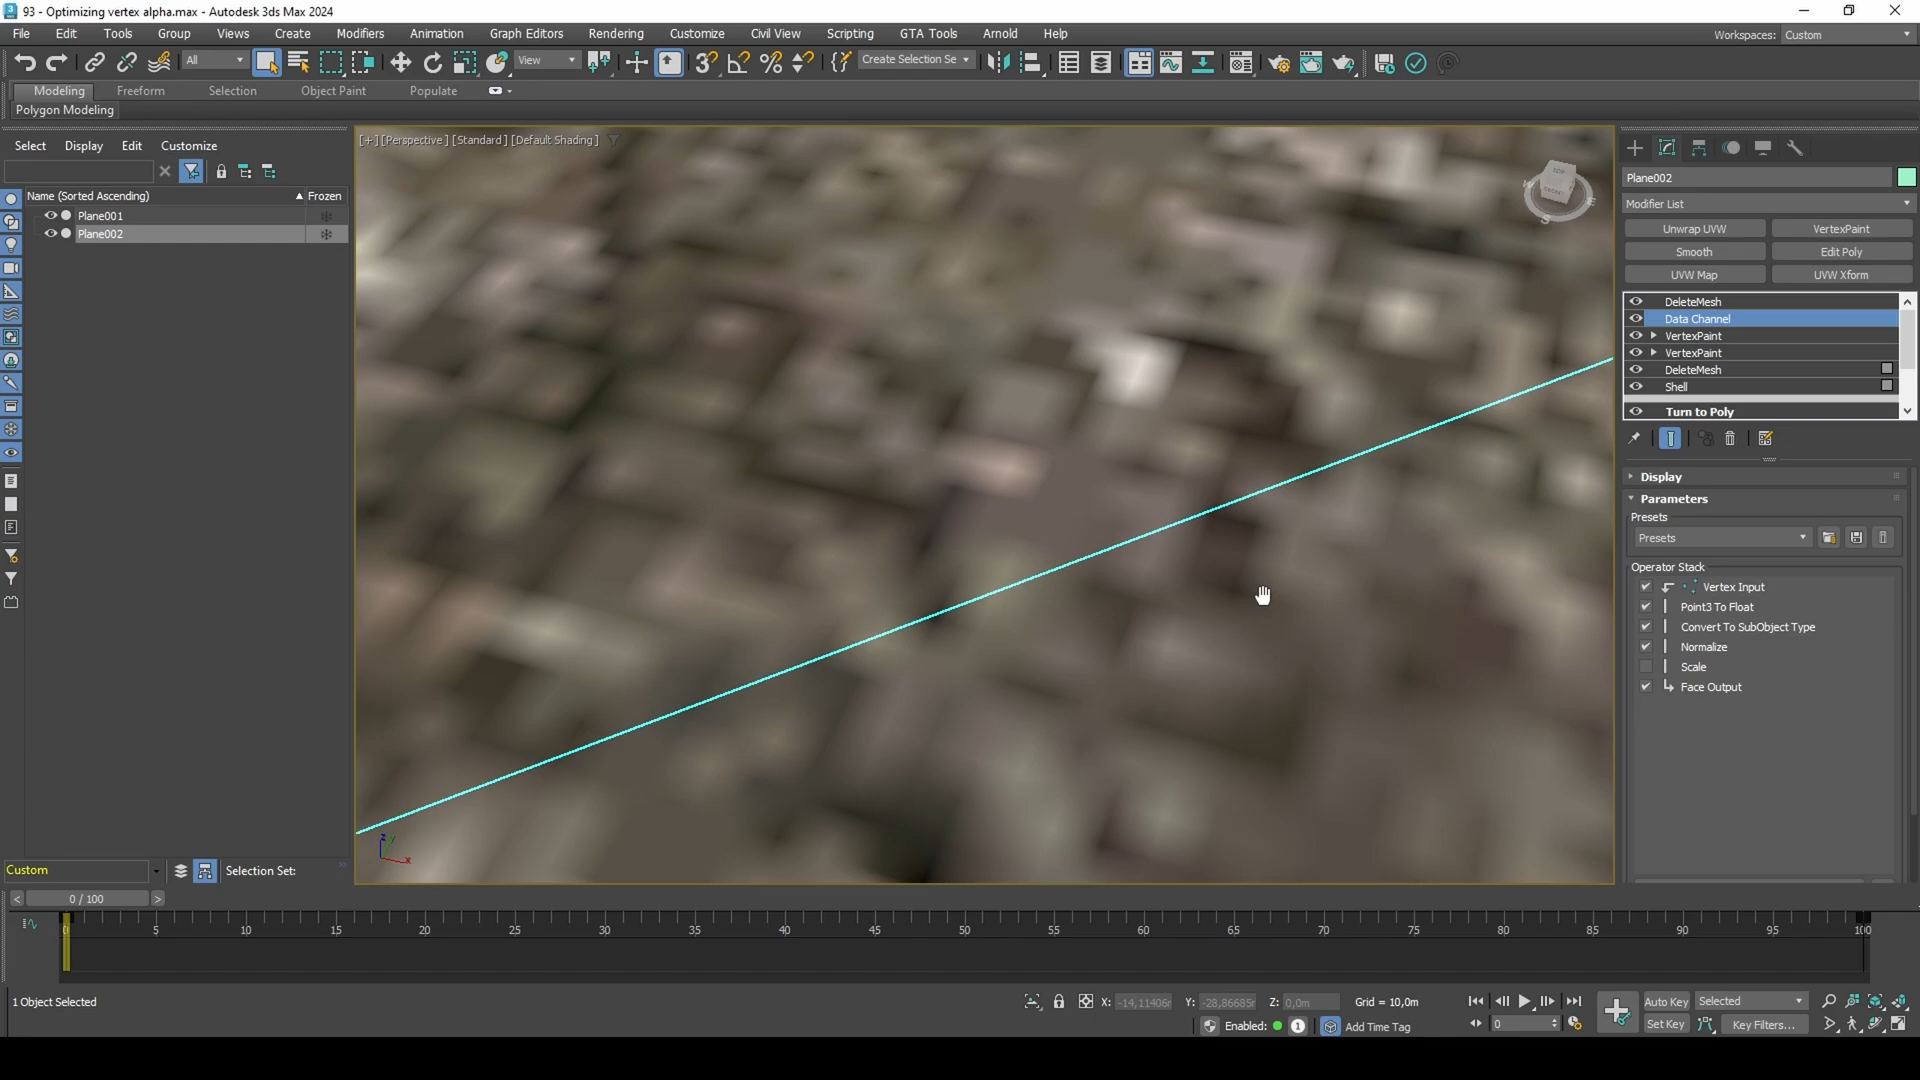 93 - Optimizing vertex alpha.max - Autodesk 3ds Max 2024
File Edit Tools Group Views Create Modifiers Animation Graph Editors Rendering Customize Civil View Scripting GTA Tools Arnold Help Workspaces: Custom
All View Create Selection Se
Modeling Freeform Selection Object Paint Populate
Polygon Modeling
Select Display Edit Customize
[+] [Perspective] [Standard] [Default Shading]
Name (Sorted Ascending) Frozen
Plane001
Plane002
TOP
FRONT
W
E
S
Plane002
Modifier List
Unwrap UVW VertexPaint
Smooth Edit Poly
UVW Map UVW Xform
DeleteMesh
Data Channel
VertexPaint
VertexPaint
DeleteMesh
Shell
Turn to Poly
Display
Parameters
Presets
Presets
Operator Stack
Vertex Input
Point3 To Float
Convert To SubObject Type
Normalize
Scale
Face Output
z y
x
Custom Selection Set:
< 0 / 100 >
0 5 10 15 20 25 30 35 40 45 50 55 60 65 70 75 80 85 90 95 100
1 Object Selected X: -14,11406r Y: -28,86685r Z: 0,0m Grid = 10,0m Auto Key Selected
Enabled: 1 Add Time Tag 0 Set Key Key Filters...